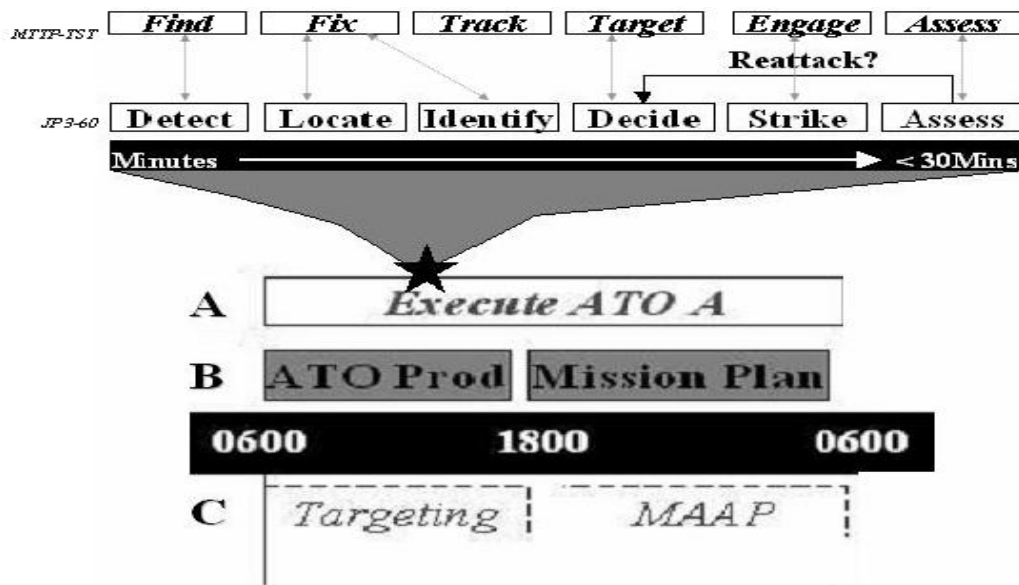 MTTP-TST Find Fix Track Target Engage Assess
Reattack?
JP3-60 Detect Locate Identify Decide Strike Assess
Minutes < 30Mins
A Execute ATO A
B ATO Prod Mission Plan
0600 1800 0600
C Targeting MAAP